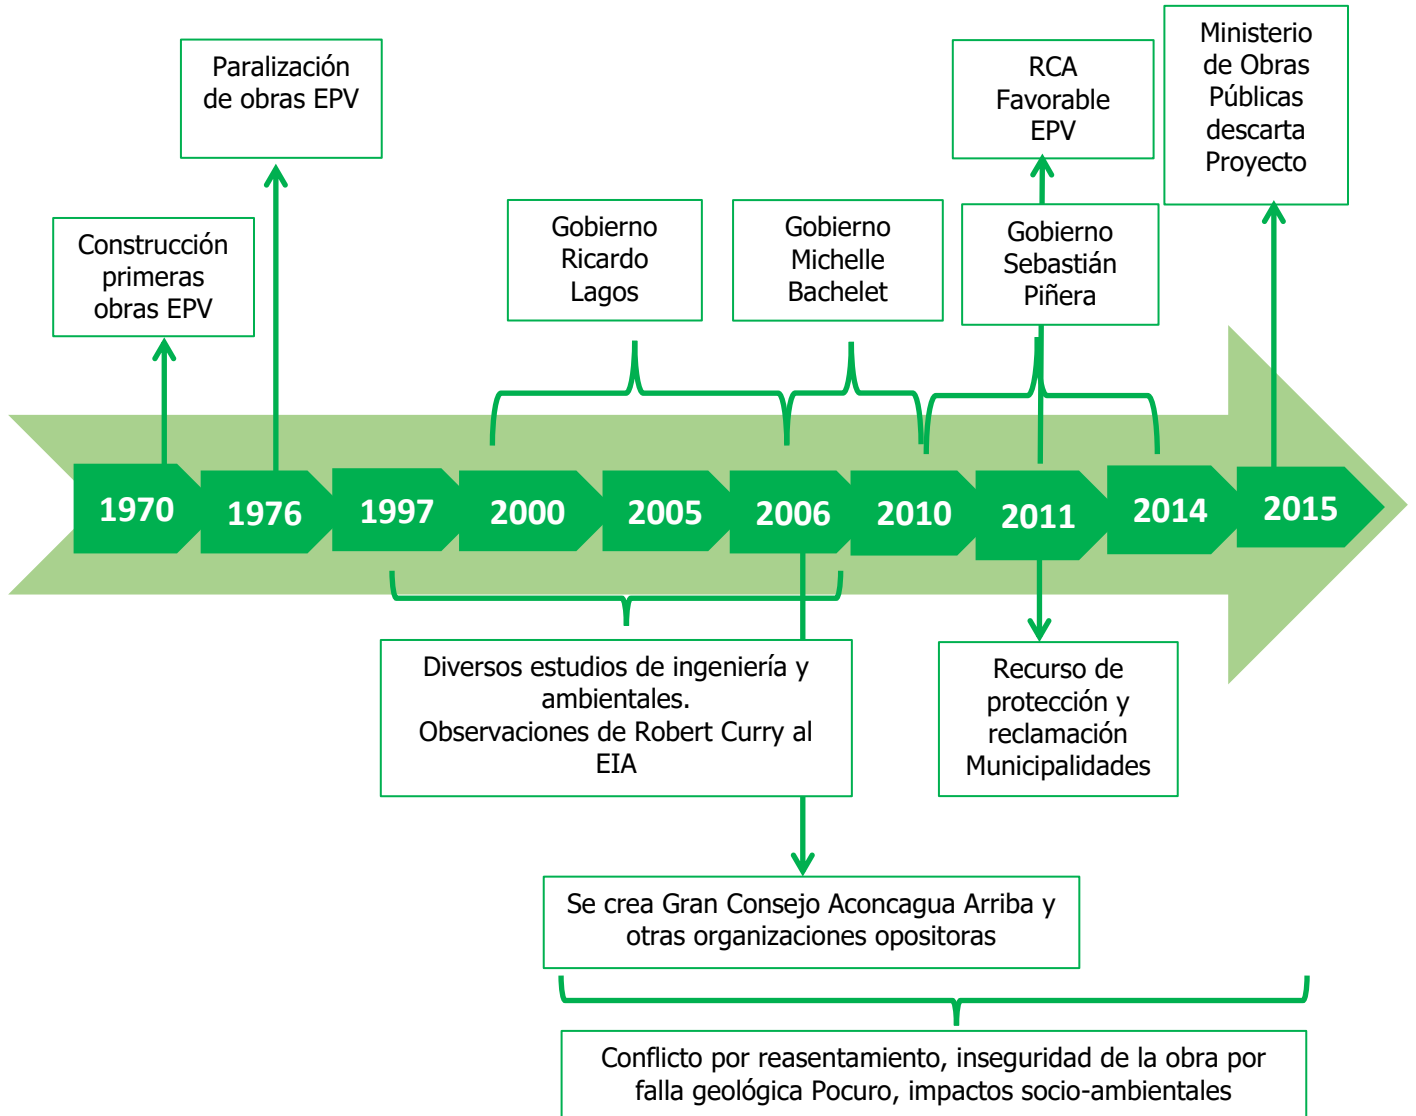 Paralización
de obras EPV
RCA
Favorable
EPV
Ministerio
de Obras
Públicas
descarta
Proyecto
Construcción
primeras
obras EPV
Gobierno
Ricardo
Lagos
Gobierno
Michelle
Bachelet
Gobierno
Sebastián
Piñera
1970
1976
1997
2000
2005
2006
2010
2011
2014
2015
Diversos estudios de ingeniería y
ambientales.
Observaciones de Robert Curry al
EIA
Recurso de
protección y
reclamación
Municipalidades
Se crea Gran Consejo Aconcagua Arriba y
otras organizaciones opositoras
Conflicto por reasentamiento, inseguridad de la obra por
falla geológica Pocuro, impactos socio-ambientales